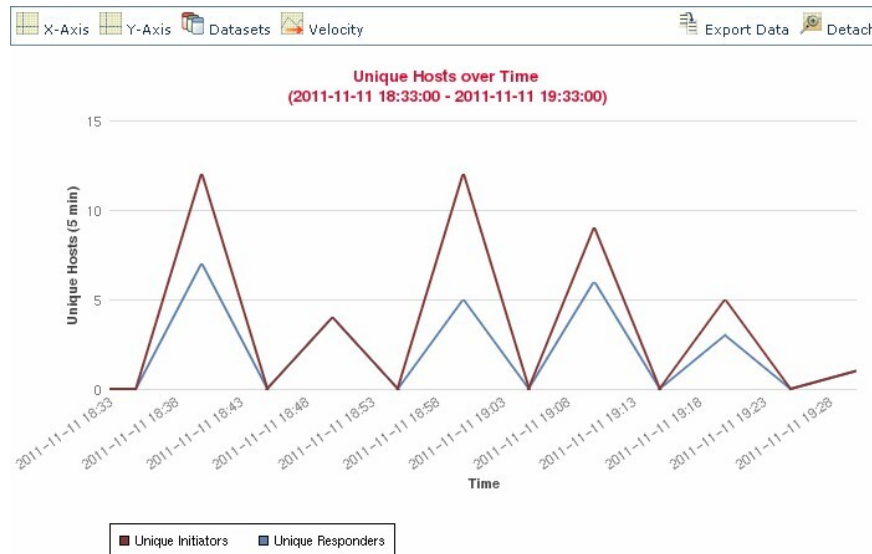 X-Axis Y-Axis Datasets Velocity Export Data Detach
Unique Hosts over Time
(2011-11-11 18:33:00 - 2011-11-11 19:33:00)
15
10
5
0
Unique Hosts (5 min)
2011-11-11 18:33
2011-11-11 18:38
2011-11-11 18:43
2011-11-11 18:48
2011-11-11 18:53
2011-11-11 18:58
2011-11-11 19:03
2011-11-11 19:08
2011-11-11 19:13
2011-11-11 19:18
2011-11-11 19:23
2011-11-11 19:28
Time
Unique Initiators Unique Responders